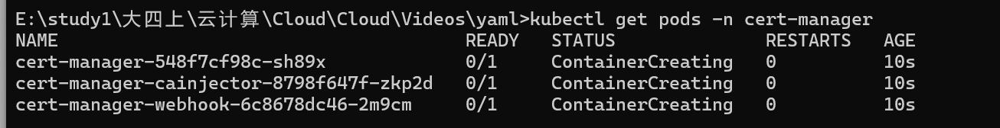 E:\study1\大四上\云计算\Cloud\Cloud\Videos\yaml>kubectl get pods -n cert-manager
NAME READY STATUS RESTARTS AGE
cert-manager-548f7cf98c-sh89x 0/1 ContainerCreating 0 10s
cert-manager-cainjector-8798f647f-zkp2d 0/1 ContainerCreating 0 10s
cert-manager-webhook-6c8678dc46-2m9cm 0/1 ContainerCreating 0 10s